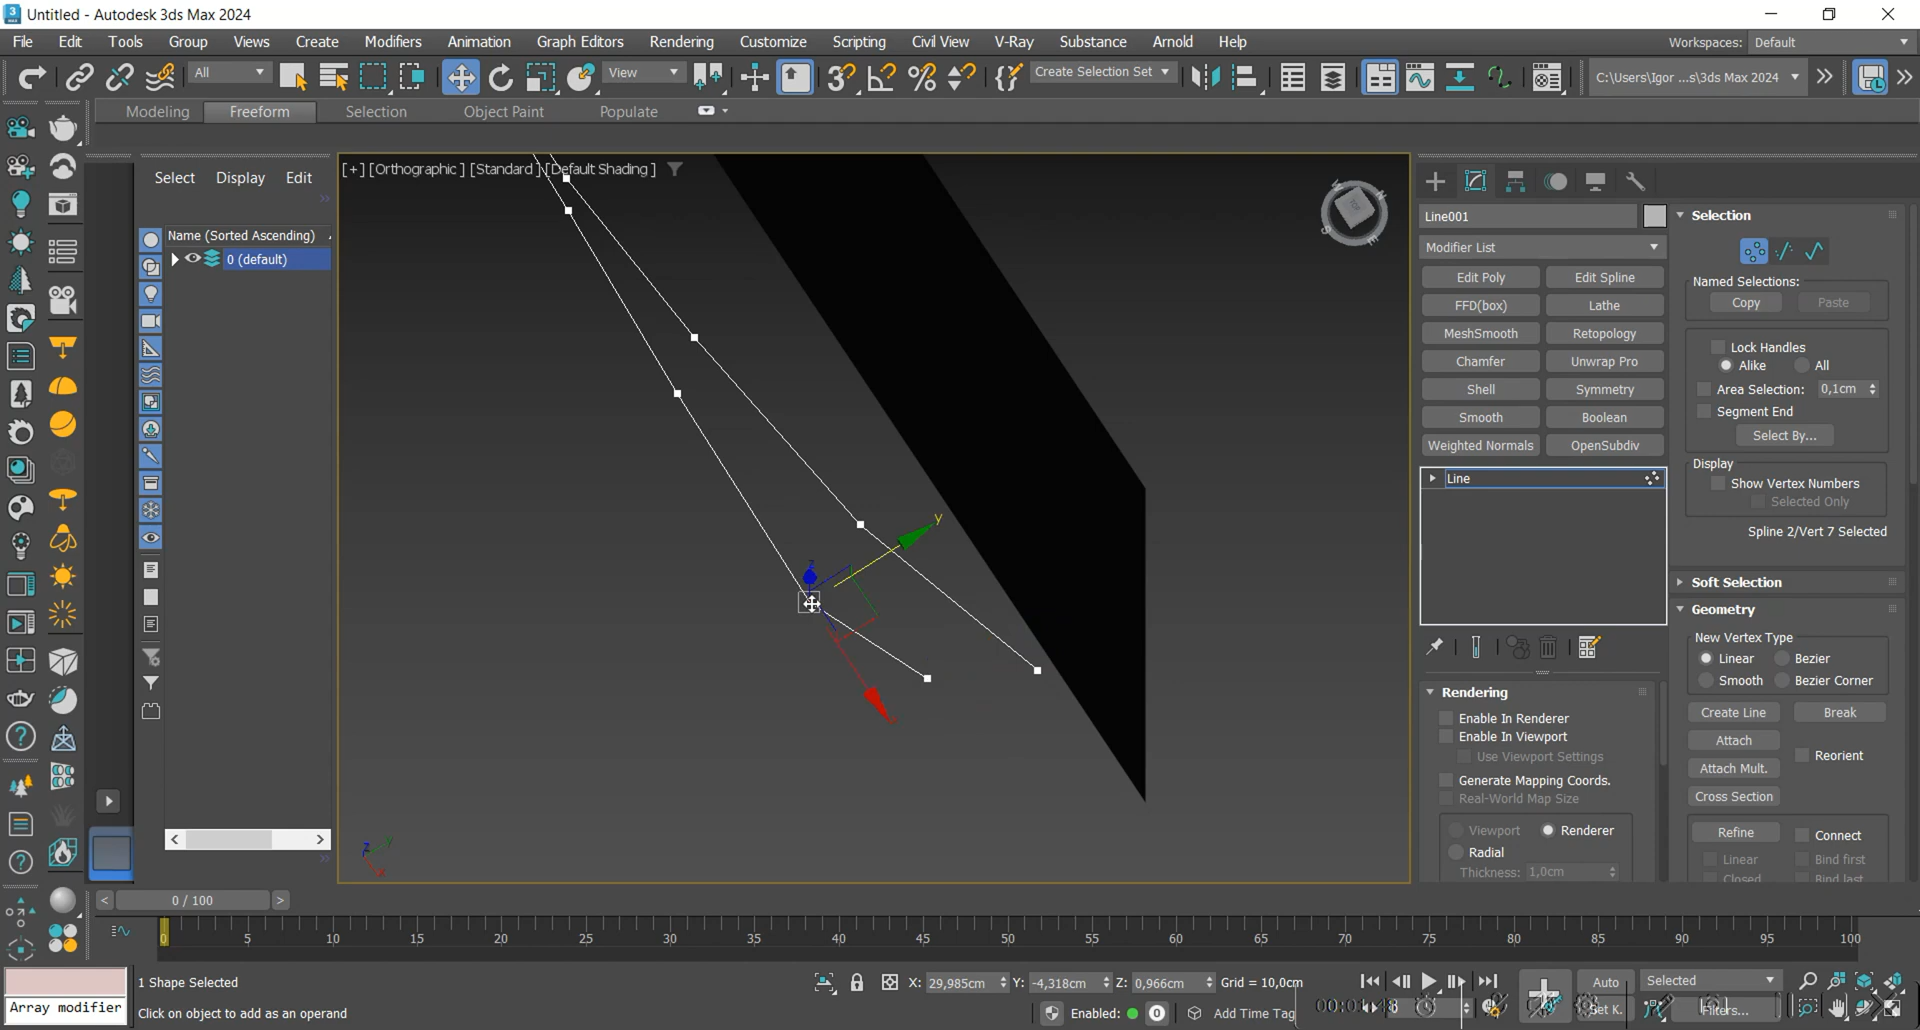 Untitled - Autodesk 3ds Max 2024
File Edit Tools Group Views Create Modifiers Animation Graph Editors Rendering Customize Scripting Civil View V-Ray Substance Arnold Help
Workspaces: Default
All
View
Create Selection Set
C:\Users\Igor ...s\3ds Max 2024
Modeling Freeform Selection Object Paint Populate
Select Display Edit
Name (Sorted Ascending)
0 (default)
[+] [Orthographic ] [Standard ] [Default Shading ]
y
z
Line001
Modifier List
Edit Poly Edit Spline
FFD(box) Lathe
MeshSmooth Retopology
Chamfer Unwrap Pro
Shell Symmetry
Smooth Boolean
Weighted Normals OpenSubdiv
Line
Rendering
Enable In Renderer
Enable In Viewport
Use Viewport Settings
Generate Mapping Coords.
Real-World Map Size
Viewport Renderer
Radial
Thickness: 1,0cm
Selection
Named Selections:
Copy Paste
Lock Handles
Alike All
Area Selection: 0,1cm
Segment End
Select By...
Display
Show Vertex Numbers
Selected Only
Spline 2/Vert 7 Selected
Soft Selection
Geometry
New Vertex Type
Linear Bezier
Smooth Bezier Corner
Create Line Break
Attach
Reorient
Attach Mult.
Cross Section
Refine Connect
Linear Bind first
Closed Bind last
0 / 100
0 5 10 15 20 25 30 35 40 45 50 55 60 65 70 75 80 85 90 95 100
1 Shape Selected
X: 29,985cm Y: -4,318cm Z: 0,966cm Grid = 10,0cm
Auto Selected
Array modifier
Click on object to add as an operand
Enabled: 0 Add Time Tag
Filters...